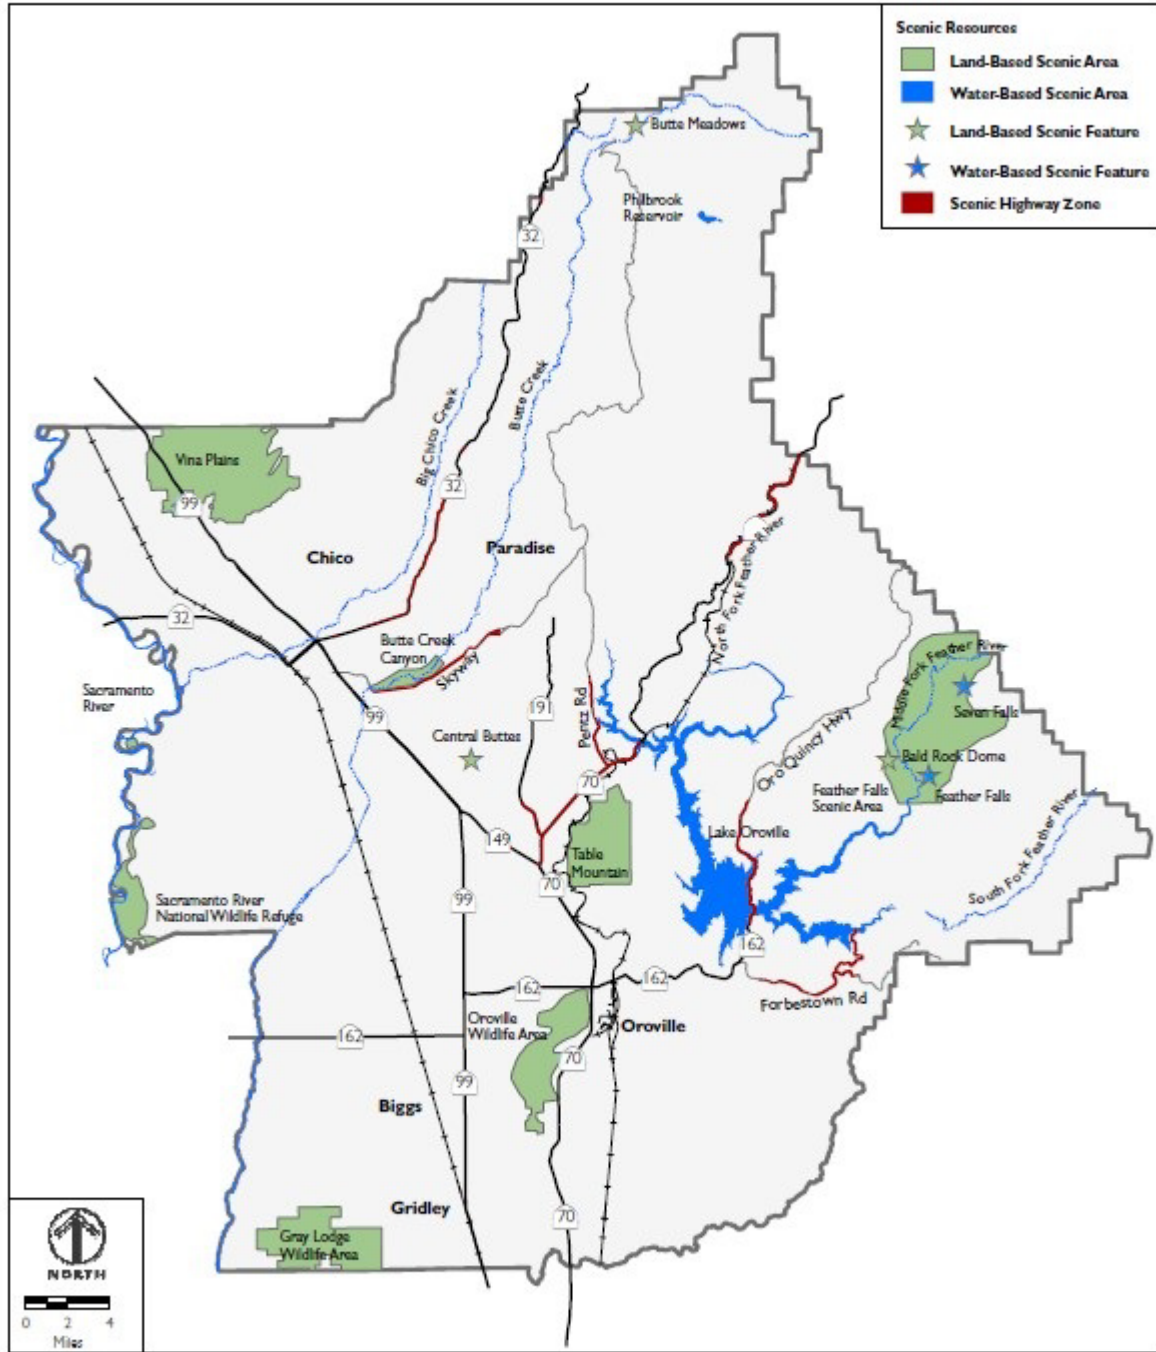 Scenic Resources
Land-Based Scenic Area
Water-Based Scenic Area
Land-Based Scenic Feature
Water-Based Scenic Feature
Scenic Highway Zone
Butte Meadows
Philbrook
Reservoir
32
Big Chico Creek
Butte Creek
Vina Plains
32
99
North Fork Feather River
Chico
Paradise
32
Butte Creek
Canyon
Skyway
Middle Fork Feather River
Sacramento
River
Seven Falls
99
191
Pentz Rd
Oro Quincy Hwy
Central Buttes
Bald Rock Dome
70
Feather Falls
Scenic Area
Feather Falls
Lake Oroville
149
Table
Mountain
70
South Fork Feather River
99
Sacramento River
National Wildlife Refuge
162
162
162
Forbestown Rd
Oroville
Wildlife Area
Oroville
162
70
99
Biggs
Gridley
70
Gray Lodge
Wildlife Area
NORTH
0 2 4
Miles